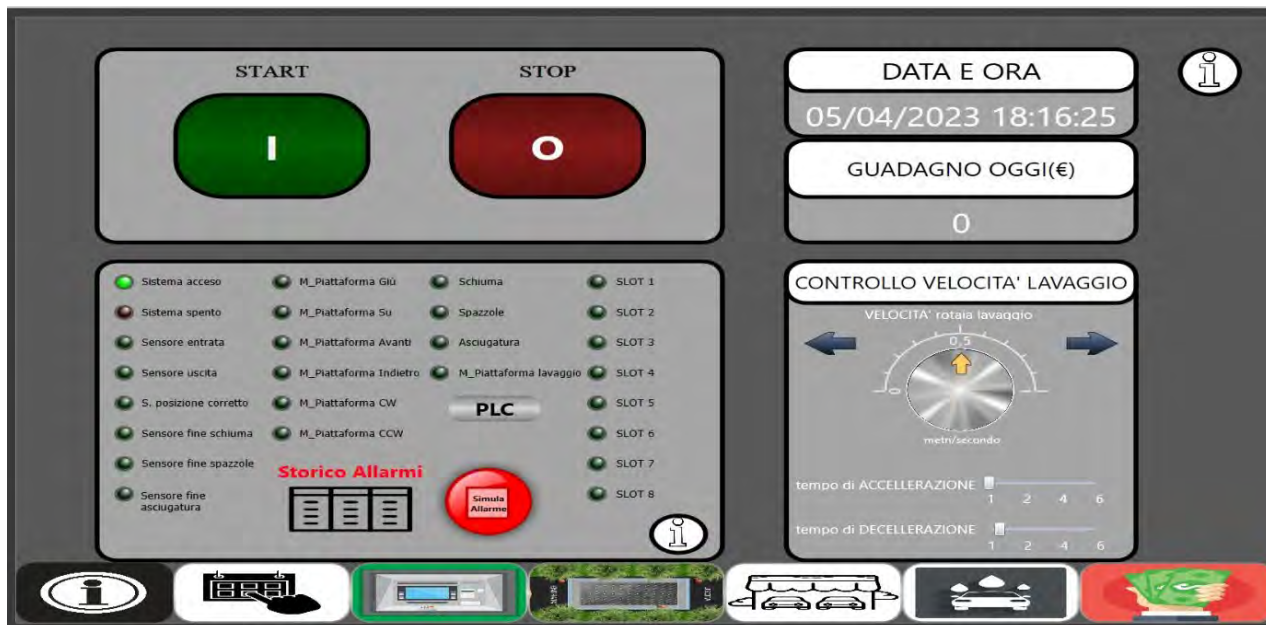 START
STOP
I
O
DATA E ORA
05/04/2023 18:16:25
GUADAGNO OGGI(€)
0
Sistema acceso
Sistema spento
Sensore entrata
Sensore uscita
S. posizione corretto
Sensore fine schiuma
Sensore fine spazzole
Sensore fine
asciugatura
M_Piattaforma Giù
M_Piattaforma Su
M_Piattaforma Avanti
M_Piattaforma Indietro
M_Piattaforma CW
M_Piattaforma CCW
Storico Allarmi
Schiuma
Spazzole
Asciugatura
M_Piattaforma lavaggio
PLC
Simula
Allarme
SLOT 1
SLOT 2
SLOT 3
SLOT 4
SLOT 5
SLOT 6
SLOT 7
SLOT 8
i
CONTROLLO VELOCITA' LAVAGGIO
VELOCITA' rotaia lavaggio
0,5
0
metri/secondo
tempo di ACCELLERAZIONE
1 2 4 6
tempo di DECELLERAZIONE
1 2 4 6
i
i